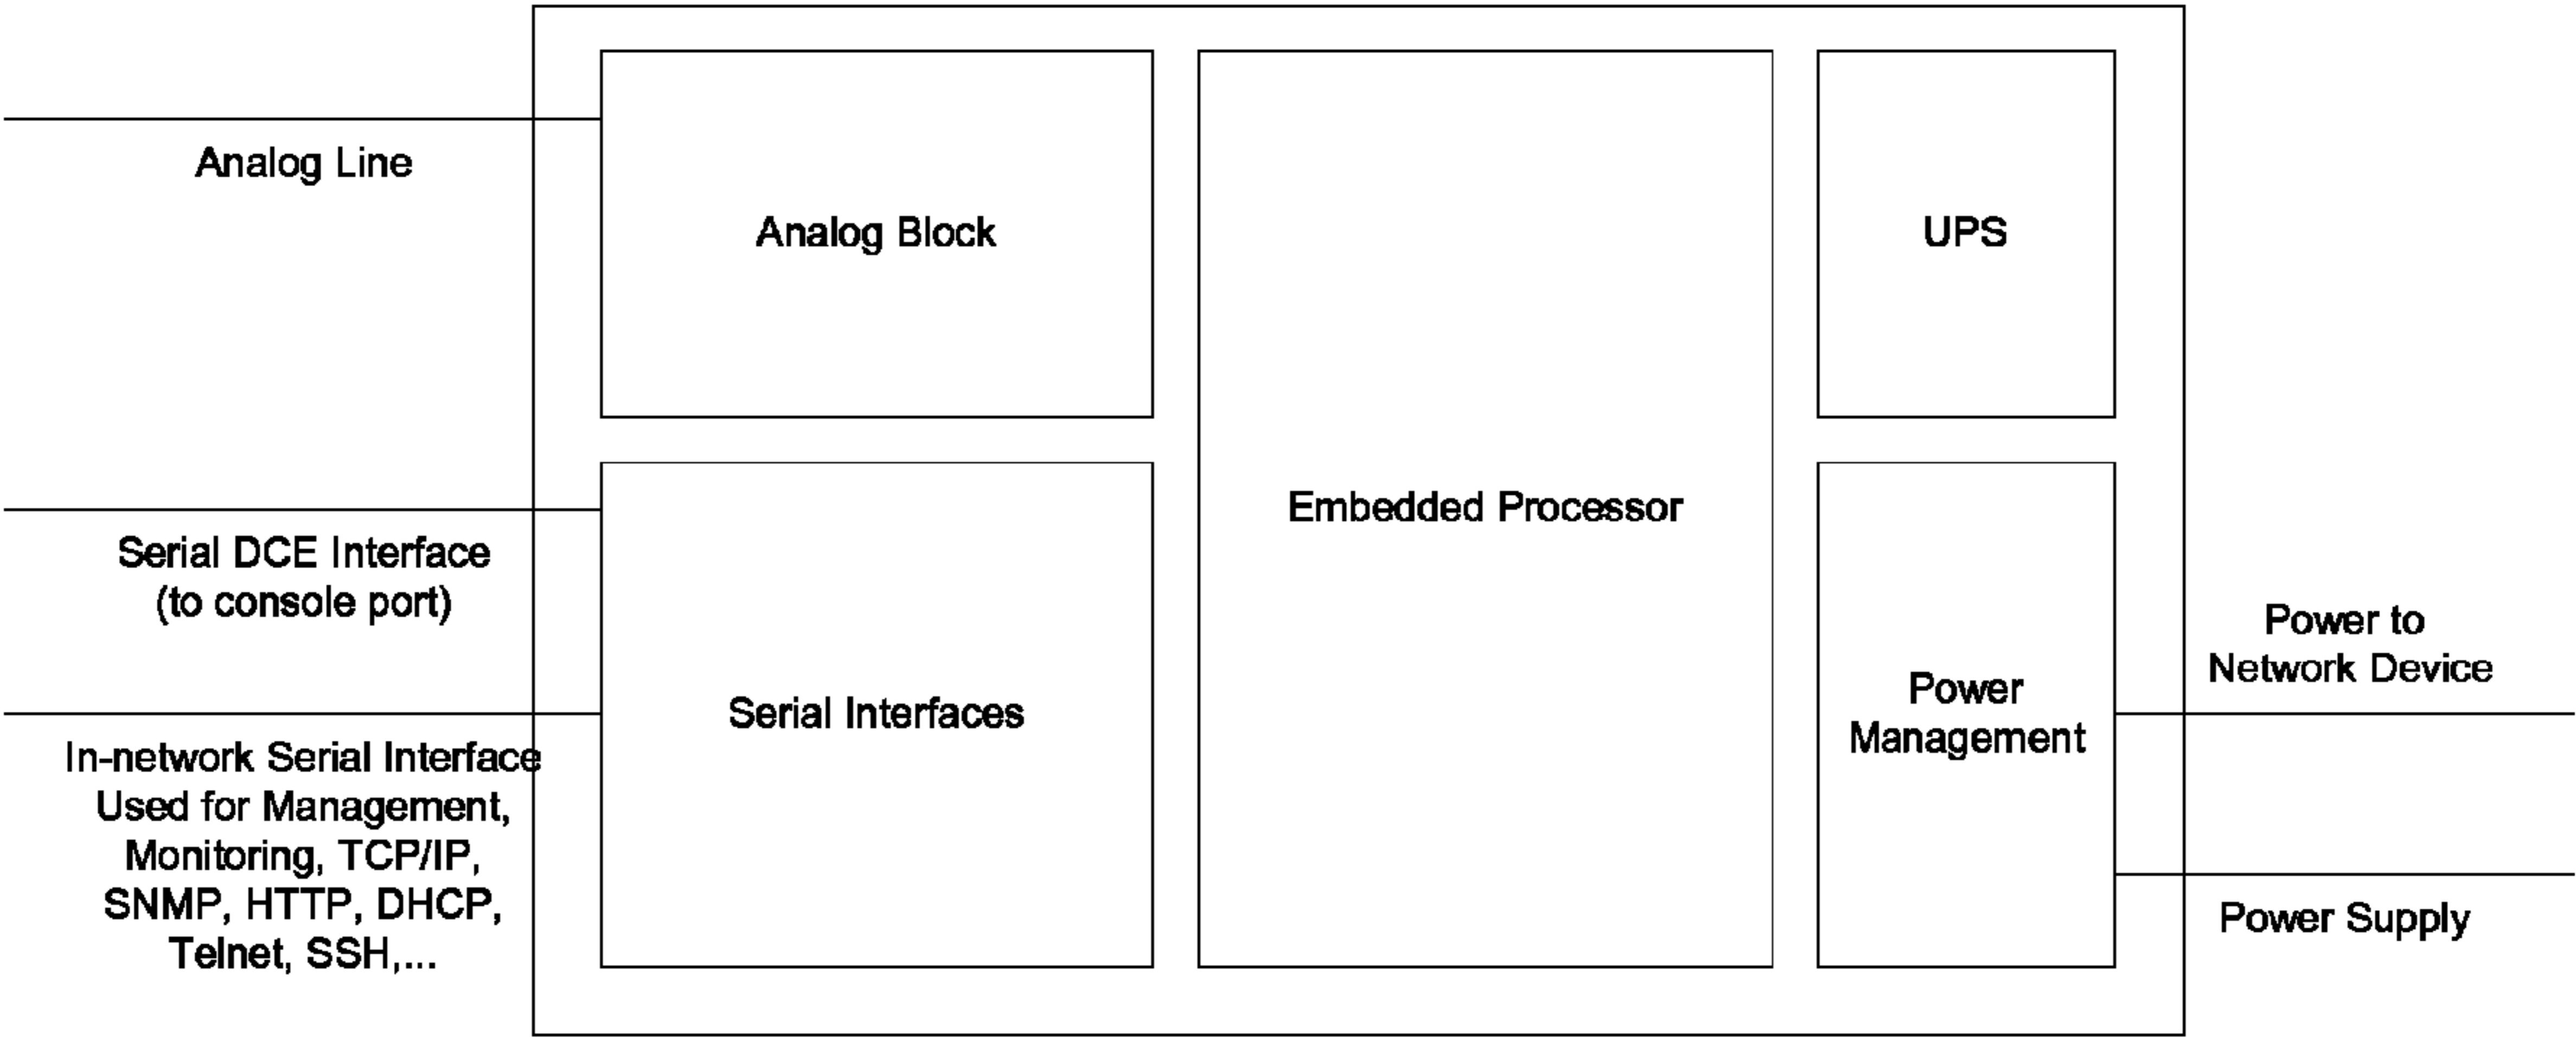 Analog Line
Analog Block
UPS
Serial DCE Interface
(to console port)
Embedded Processor
Serial Interfaces
In-network Serial Interface
Used for Management,
Monitoring, TCP/IP,
SNMP, HTTP, DHCP,
Telnet, SSH,...
Power
Management
Power to
Network Device
Power Supply